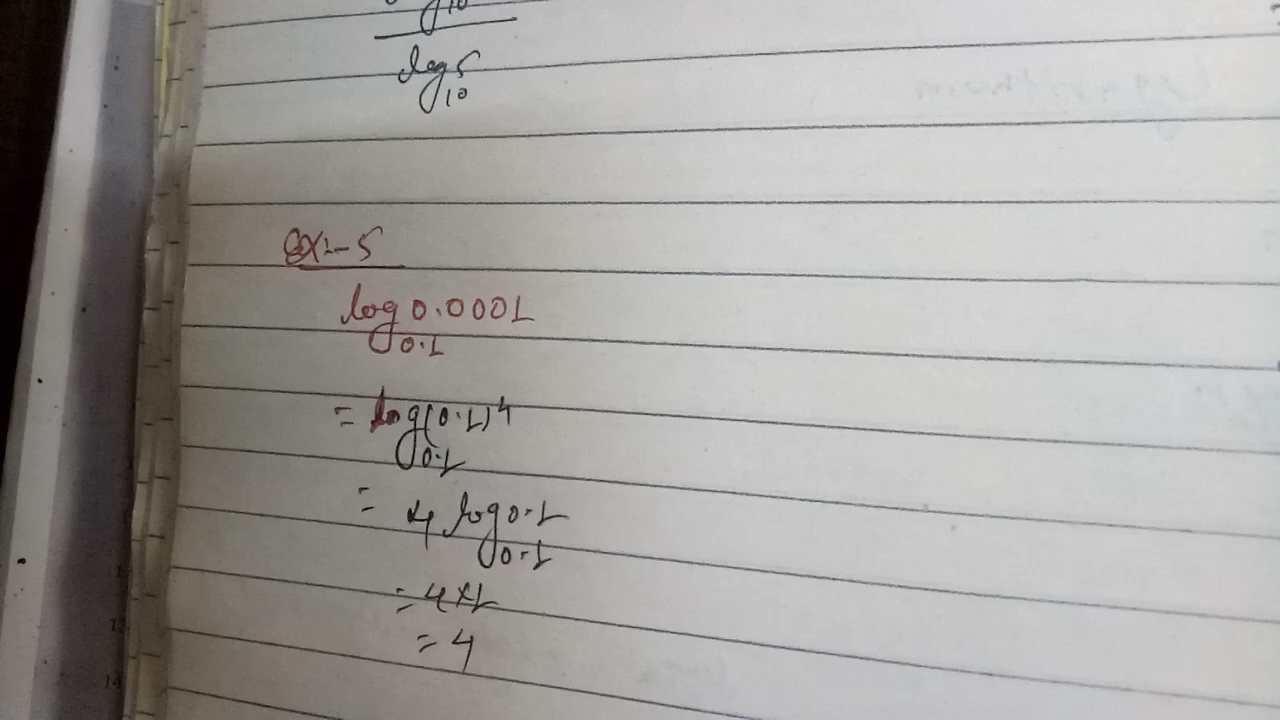 log 5
10
Ex:-5
log 0.0001
0.1
= log(0.1)⁴
0.1
= 4 log 0.1
0.1
= 4×1
= 4